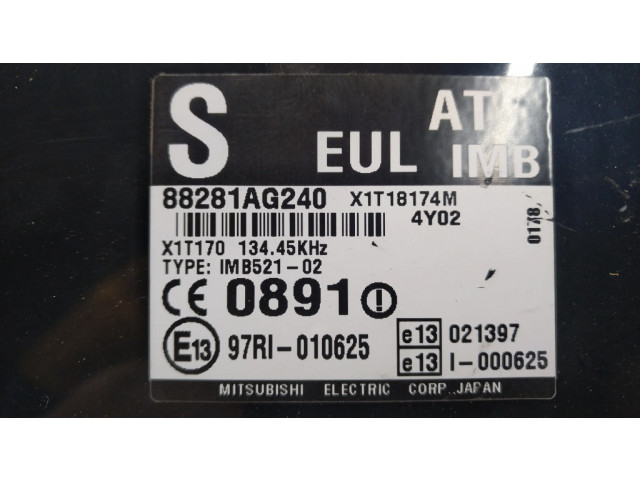 S AT
EUL IMB
88281AG240 X1T18174M
4Y02
X1T170 134.45KHz
TYPE: IMB521-02
CE 0891
E13 97RI-010625
e13 021397
e13 I-000625
MITSUBISHI ELECTRIC CORP.JAPAN